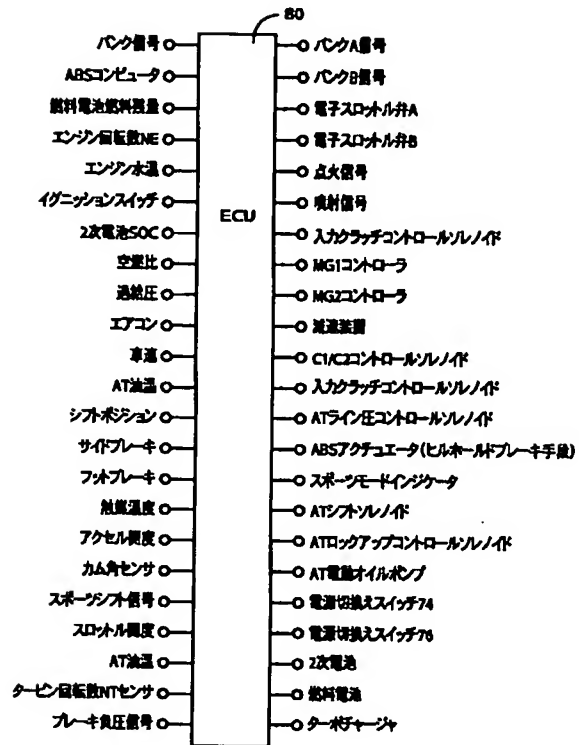 80
ECU
バンク信号
ABSコンピュータ
燃料電池燃料残量
エンジン回転数NE
エンジン水温
イグニッションスイッチ
2次電池SOC
空燃比
過給圧
エアコン
車速
AT油温
シフトポジション
サイドブレーキ
フットブレーキ
触媒温度
アクセル開度
カム角センサ
スポーツシフト信号
スロットル開度
AT油温
タービン回転数NTセンサ
ブレーキ負圧信号
バンクA信号
バンクB信号
電子スロットル弁A
電子スロットル弁B
点火信号
噴射信号
入力クラッチコントロールソレノイド
MG1コントローラ
MG2コントローラ
減速装置
C1/C2コントロールソレノイド
入力クラッチコントロールソレノイド
ATライン圧コントロールソレノイド
ABSアクチュエータ(ヒルホールドブレーキ手段)
スポーツモードインジケータ
ATシフトソレノイド
ATロックアップコントロールソレノイド
AT電動オイルポンプ
電源切換えスイッチ74
電源切換えスイッチ76
2次電池
燃料電池
ターボチャージャ